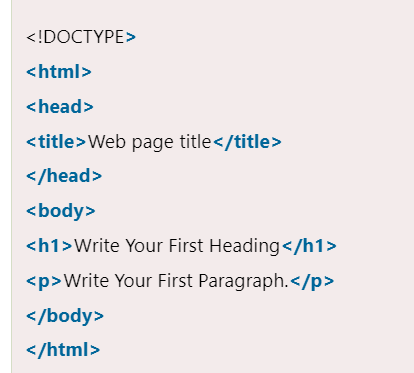 <!DOCTYPE>
<html>
<head>
<title>Web page title</title>
</head>
<body>
<h1>Write Your First Heading</h1>
<p>Write Your First Paragraph.</p>
</body>
</html>